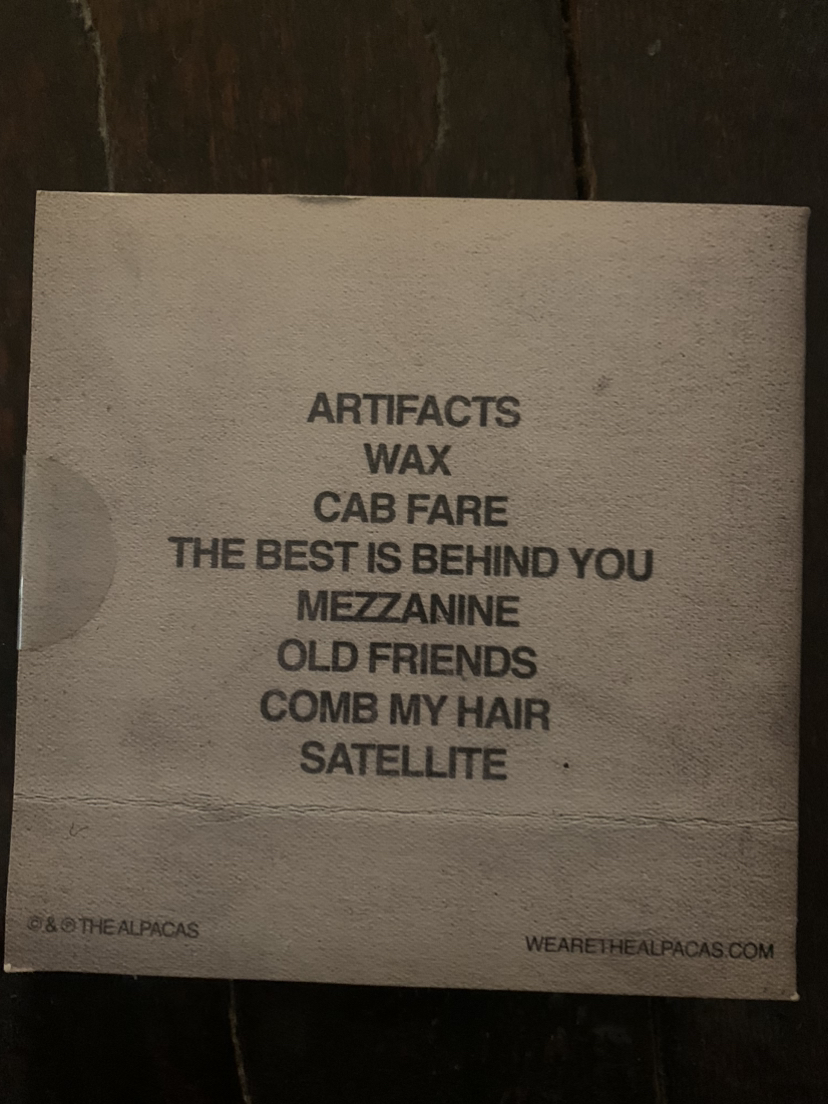 ARTIFACTS
WAX
CAB FARE
THE BEST IS BEHIND YOU
MEZZANINE
OLD FRIENDS
COMB MY HAIR
SATELLITE
©&℗ THE ALPACAS
WEARETHEALPACAS.COM